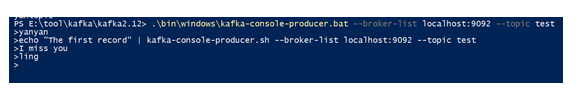 PS E:\tool\kafka\kafka2.12> .\bin\windows\kafka-console-producer.bat --broker-list localhost:9092 --topic test
>yanyan
>echo "The first record" | kafka-console-producer.sh --broker-list localhost:9092 --topic test
>I miss you
>ling
>